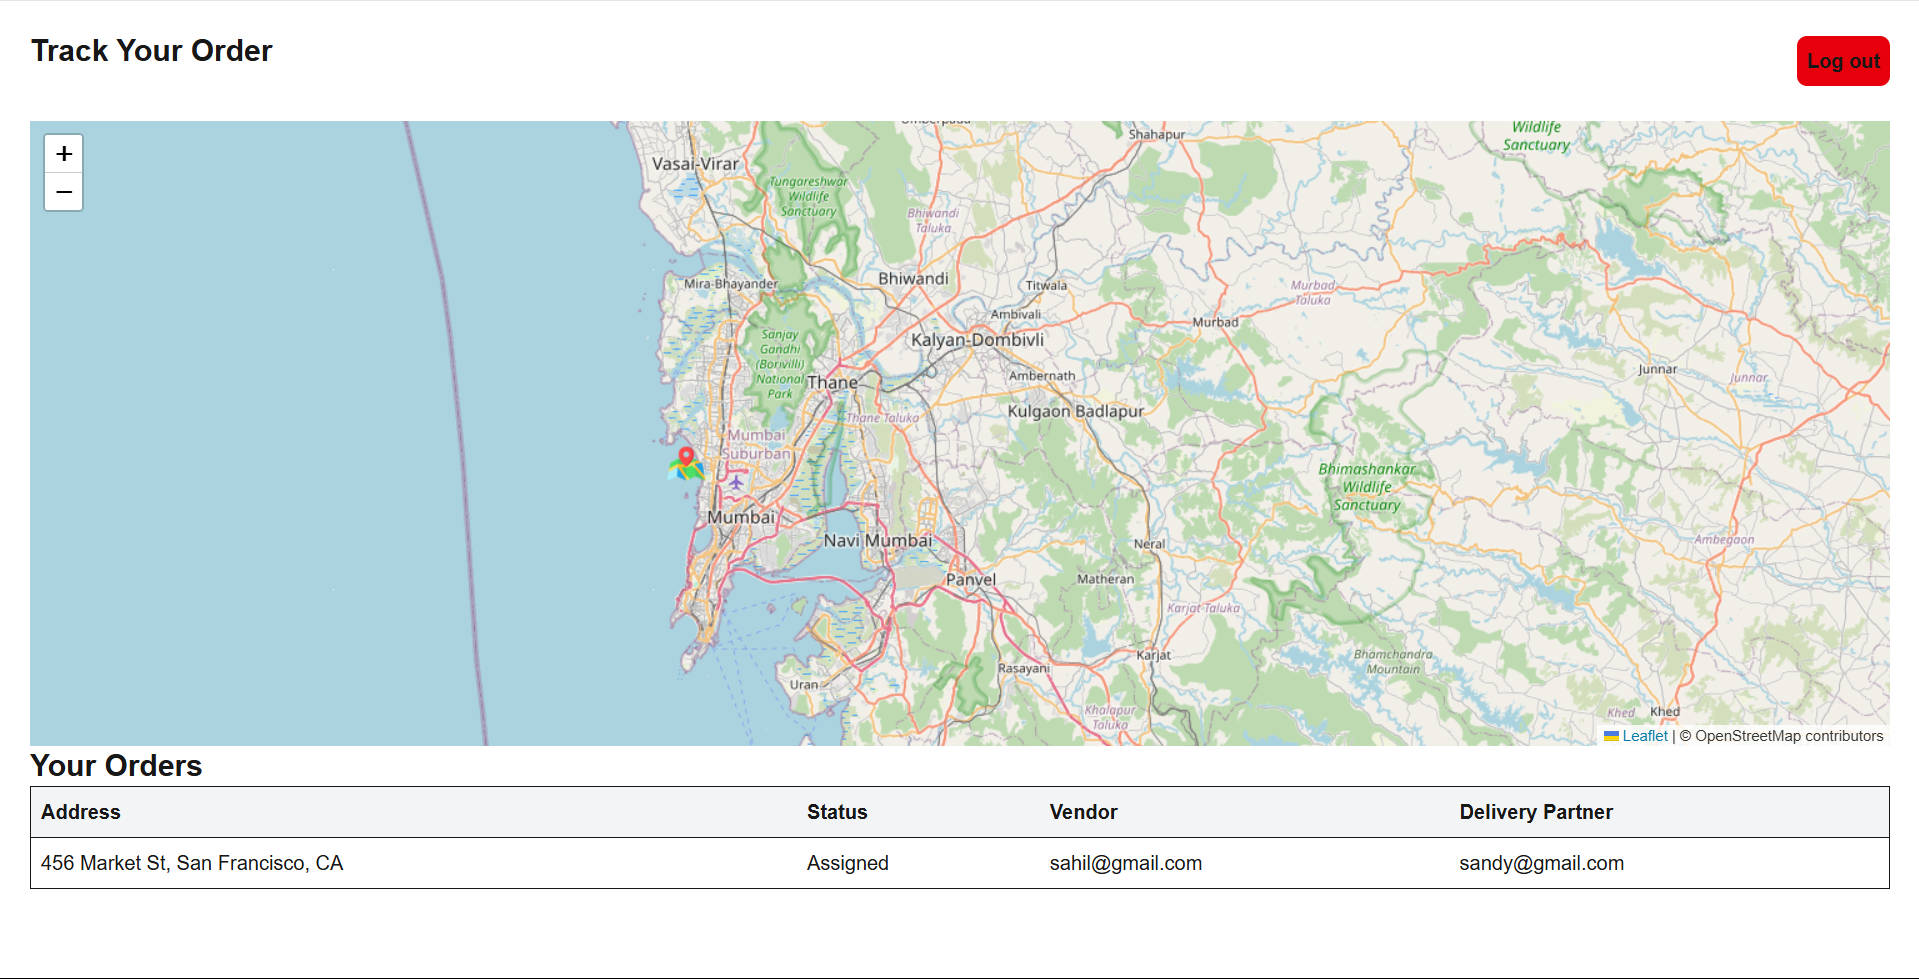 Track Your Order
Log out
+
−
Shahapur
Wildlife
Sanctuary
Vasai-Virar
Tungareshwar
Wildlife
Sanctuary
Bhiwandi
Taluka
Bhiwandi
Mira-Bhayander
Titwala
Murbad
Taluka
Ambivali
Murbad
Sanjay
Gandhi
(Borivili)
National
Park
Kalyan-Dombivli
Thane
Ambernath
Junnar
Junnar
Kulgaon Badlapur
Thane Taluka
Mumbai
Suburban
Bhimashankar
Wildlife
Sanctuary
Mumbai
Navi Mumbai
Neral
Ambegaon
Panvel
Matheran
Karjat Taluka
Karjat
Bhamchandra
Mountain
Rasayani
Uran
Khalapur
Taluka
Khed
Khed
Leaflet | © OpenStreetMap contributors
Your Orders
Address Status Vendor Delivery Partner
456 Market St, San Francisco, CA Assigned sahil@gmail.com sandy@gmail.com